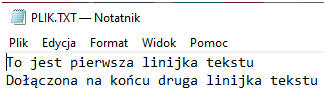 PLIK.TXT — Notatnik
Plik Edycja Format Widok Pomoc
To jest pierwsza linijka tekstu
Dołączona na końcu druga linijka tekstu